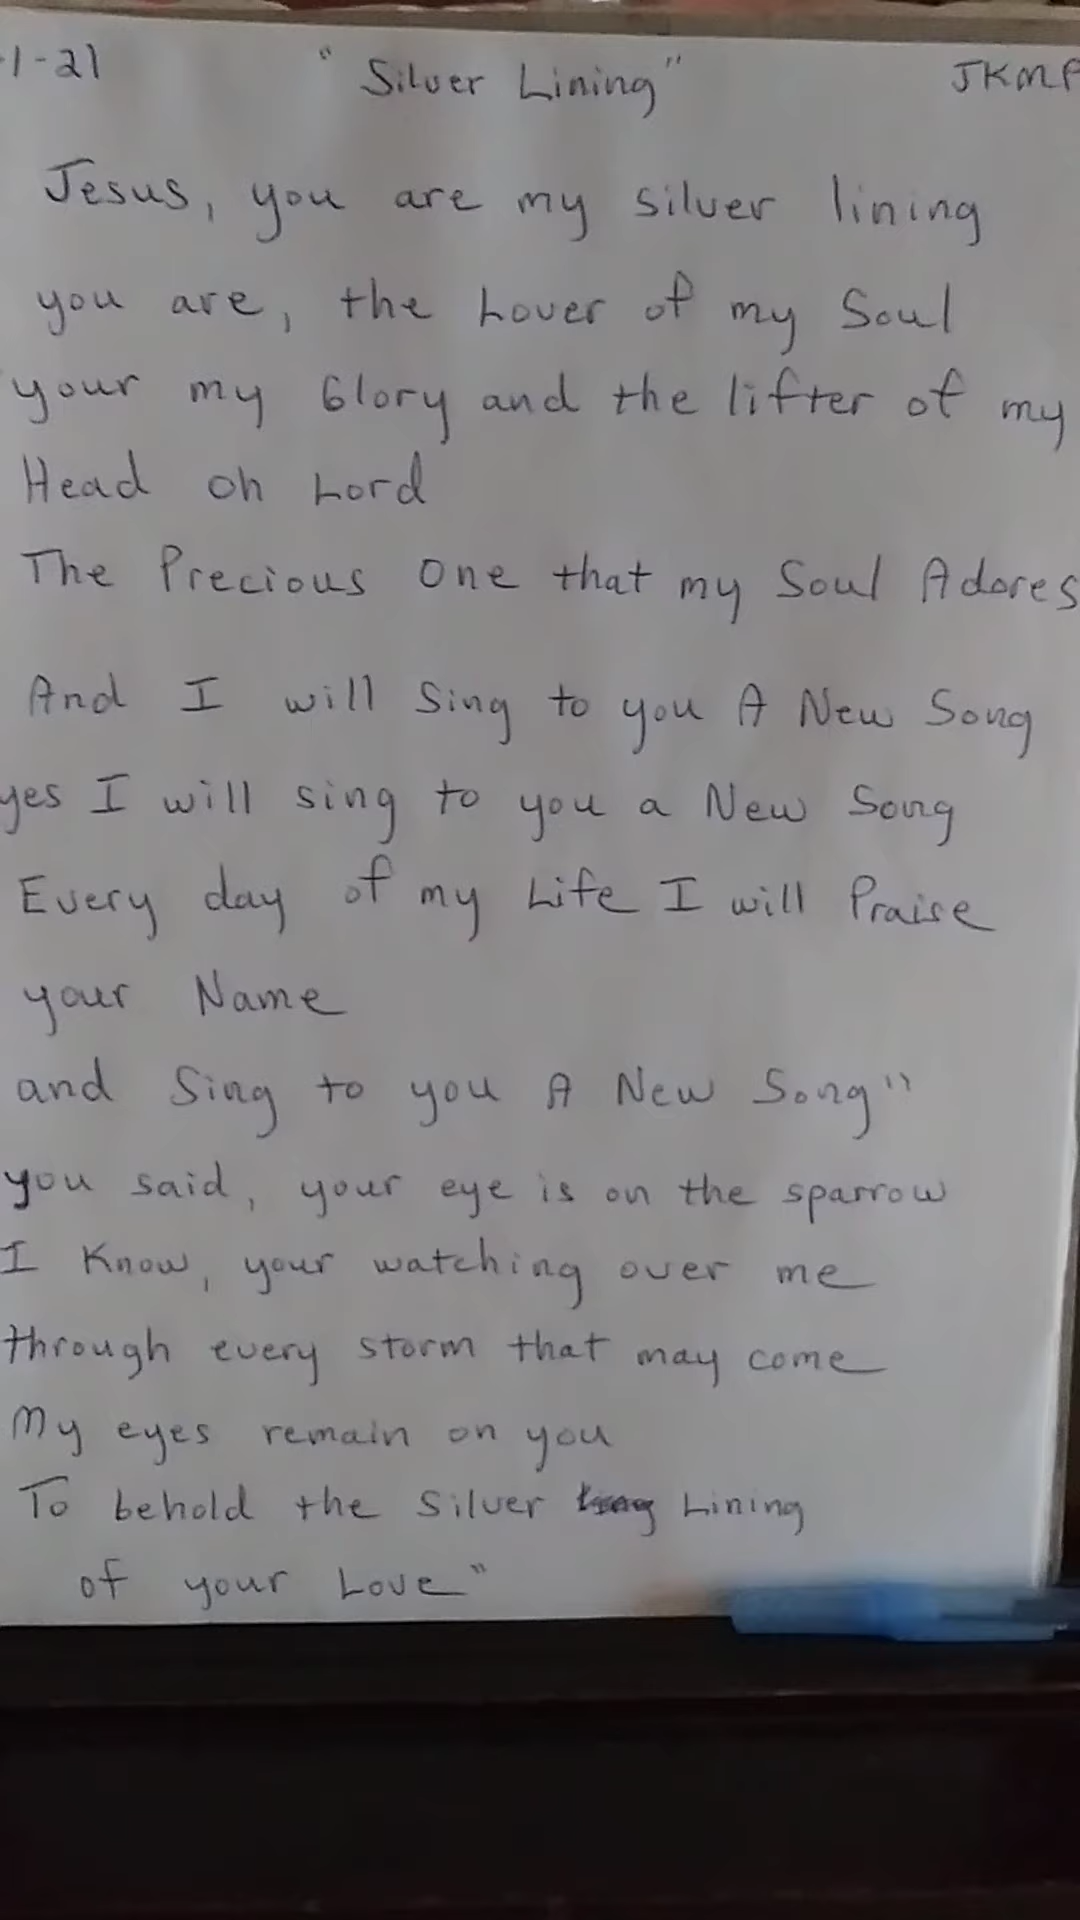 -1-21 "Silver Lining" JKMP
Jesus, you are my silver lining
you are, the Lover of my Soul
your my Glory and the lifter of my
Head oh Lord
The Precious One that my Soul Adores
And I will Sing to you A New Song
yes I will sing to you a New Song
Every day of my Life I will Praise
your Name
and Sing to you A New Song"
you said, your eye is on the sparrow
I Know, your watching over me
through every storm that may come
My eyes remain on you
To behold the Silver Lining
of your Love"